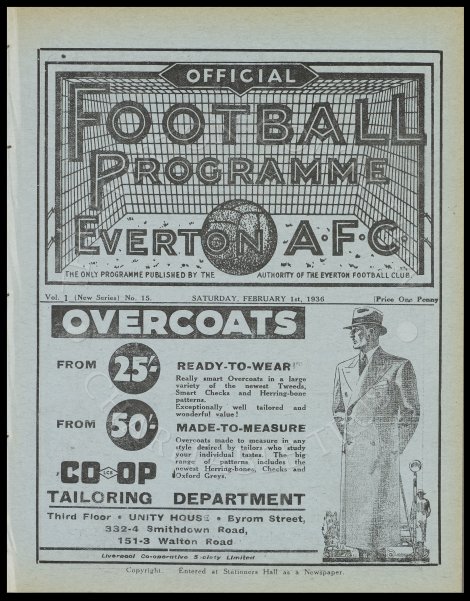 OFFICIAL
FOOTBALL
PROGRAMME
EVERTON A.F.C.
THE ONLY PROGRAMME PUBLISHED BY THE AUTHORITY OF THE EVERTON FOOTBALL CLUB.
Vol. 1 (New Series) No. 15. SATURDAY, FEBRUARY 1st, 1936 [Price One Penny
OVERCOATS
FROM 25/- READY-TO-WEAR
Really smart Overcoats in a large
variety of the newest Tweeds,
Smart Checks and Herring-bone
patterns.
Exceptionally well tailored and
wonderful value!
FROM 50/- MADE-TO-MEASURE
Overcoats made to measure in any
style desired by tailors who study
your individual tastes. The big
range of patterns includes the
newest Herring-bones, Checks and
Oxford Greys.
CO-OP
TAILORING DEPARTMENT
Third Floor • UNITY HOUSE • Byrom Street,
332-4 Smithdown Road,
151-3 Walton Road
Liverpool Co-operative Society Limited
Copyright. Entered at Stationers Hall as a Newspaper.